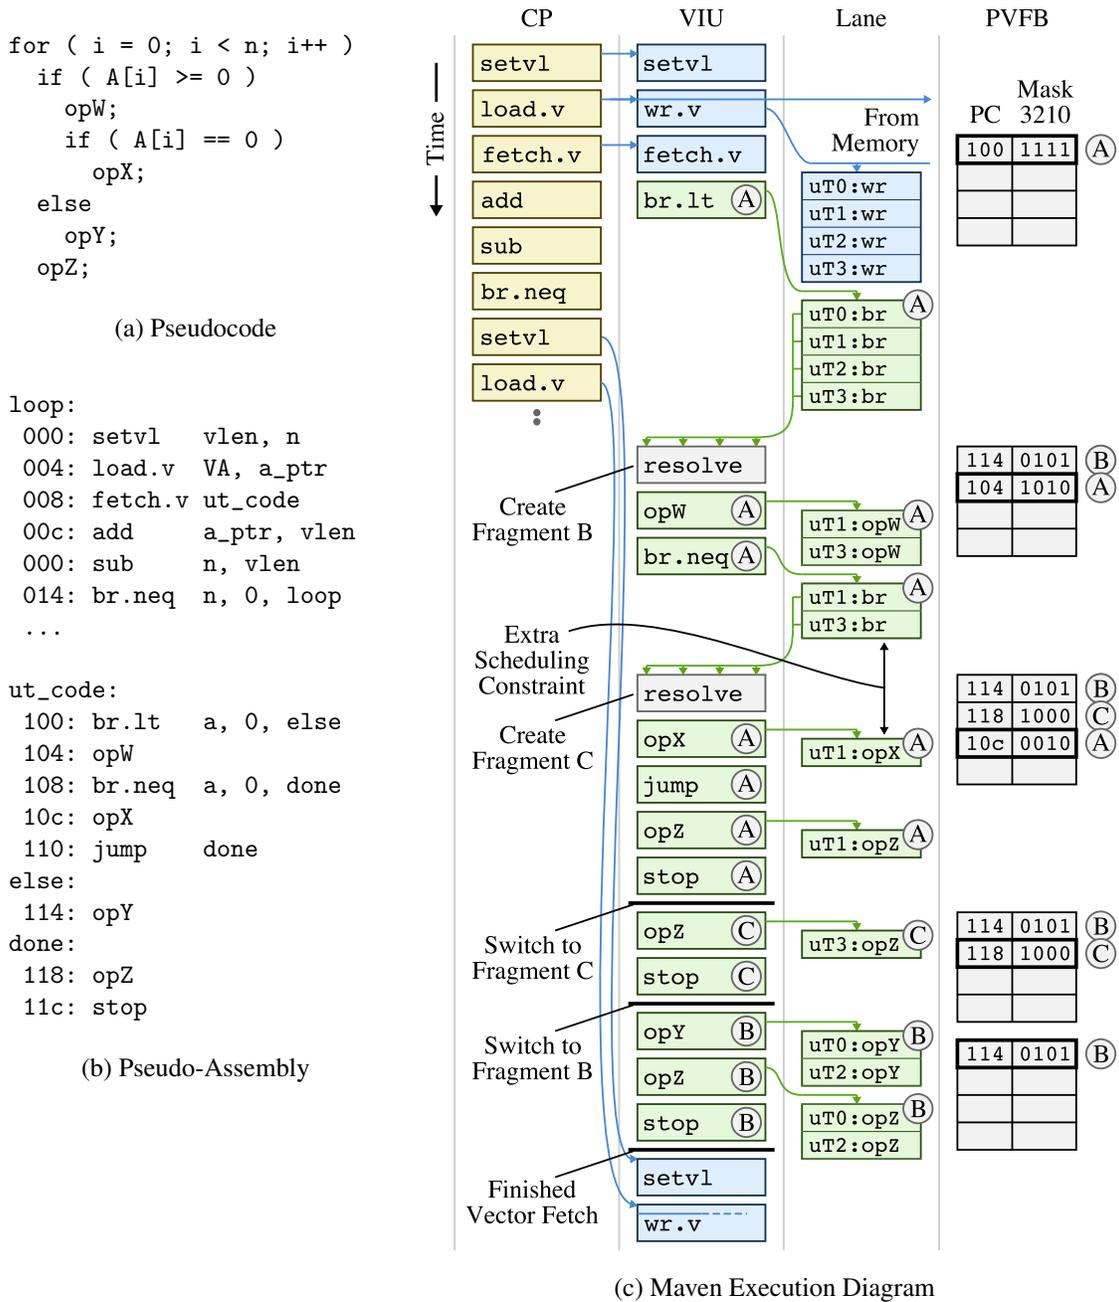 for ( i = 0; i < n; i++ )
if ( A[i] >= 0 )
opW;
if ( A[i] == 0 )
opX;
else
opY;
opZ;
(a) Pseudocode
loop:
000: setvl vlen, n
004: load.v VA, a_ptr
008: fetch.v ut_code
00c: add a_ptr, vlen
000: sub n, vlen
014: br.neq n, 0, loop
...
ut_code:
100: br.lt a, 0, else
104: opW
108: br.neq a, 0, done
10c: opX
110: jump done
else:
114: opY
done:
118: opZ
11c: stop
(b) Pseudo-Assembly
CP
VIU
Lane
PVFB
Time
setvl
load.v
fetch.v
add
sub
br.neq
setvl
load.v
setvl
wr.v
fetch.v
br.lt A
resolve
opW A
br.neq A
resolve
opX A
jump A
opZ A
stop A
opZ C
stop C
opY B
opZ B
stop B
setvl
wr.v
Create
Fragment B
Extra
Scheduling
Constraint
Create
Fragment C
Switch to
Fragment C
Switch to
Fragment B
Finished
Vector Fetch
From
Memory
uT0:wr
uT1:wr
uT2:wr
uT3:wr
A
uT0:br
uT1:br
uT2:br
uT3:br
A
uT1:opW
uT3:opW
A
uT1:br
uT3:br
A
uT1:opX
A
uT1:opZ
C
uT3:opZ
B
uT0:opY
uT2:opY
B
uT0:opZ
uT2:opZ
Mask
PC 3210
100 1111 A
114 0101 B
104 1010 A
114 0101 B
118 1000 C
10c 0010 A
114 0101 B
118 1000 C
114 0101 B
(c) Maven Execution Diagram